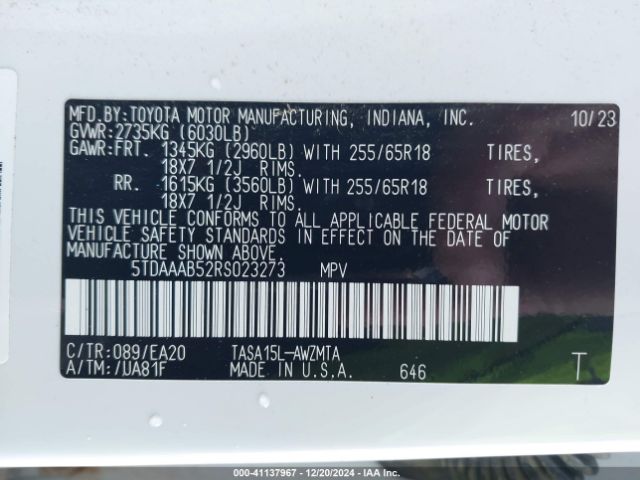 MFD.BY:TOYOTA MOTOR MANUFACTURING, INDIANA, INC. 10/23
GVWR:2735KG (6030LB)
GAWR:FRT. 1345KG (2960LB) WITH 255/65R18 TIRES,
18X7 1/2J RIMS.
RR. 1615KG (3560LB) WITH 255/65R18 TIRES,
18X7 1/2J RIMS.
THIS VEHICLE CONFORMS TO ALL APPLICABLE FEDERAL MOTOR
VEHICLE SAFETY STANDARDS IN EFFECT ON THE DATE OF
MANUFACTURE SHOWN ABOVE.
5TDAAAB52RS023273 MPV
C/TR:089/EA20 TASA15L-AWZMTA
A/TM:/UA81F MADE IN U.S.A. 646 T
000-41137967 - 12/20/2024 - IAA Inc.